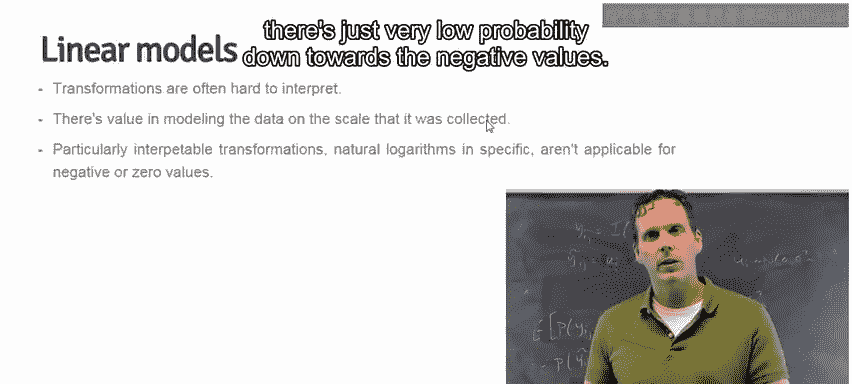 there's just very low probability
Linear models
down towards the negative values.
- Transformations are often hard to interpret.
- There's value in modeling the data on the scale that it was collected.
- Particularly interpetable transformations, natural logarithms in specific, aren't applicable for
negative or zero values.